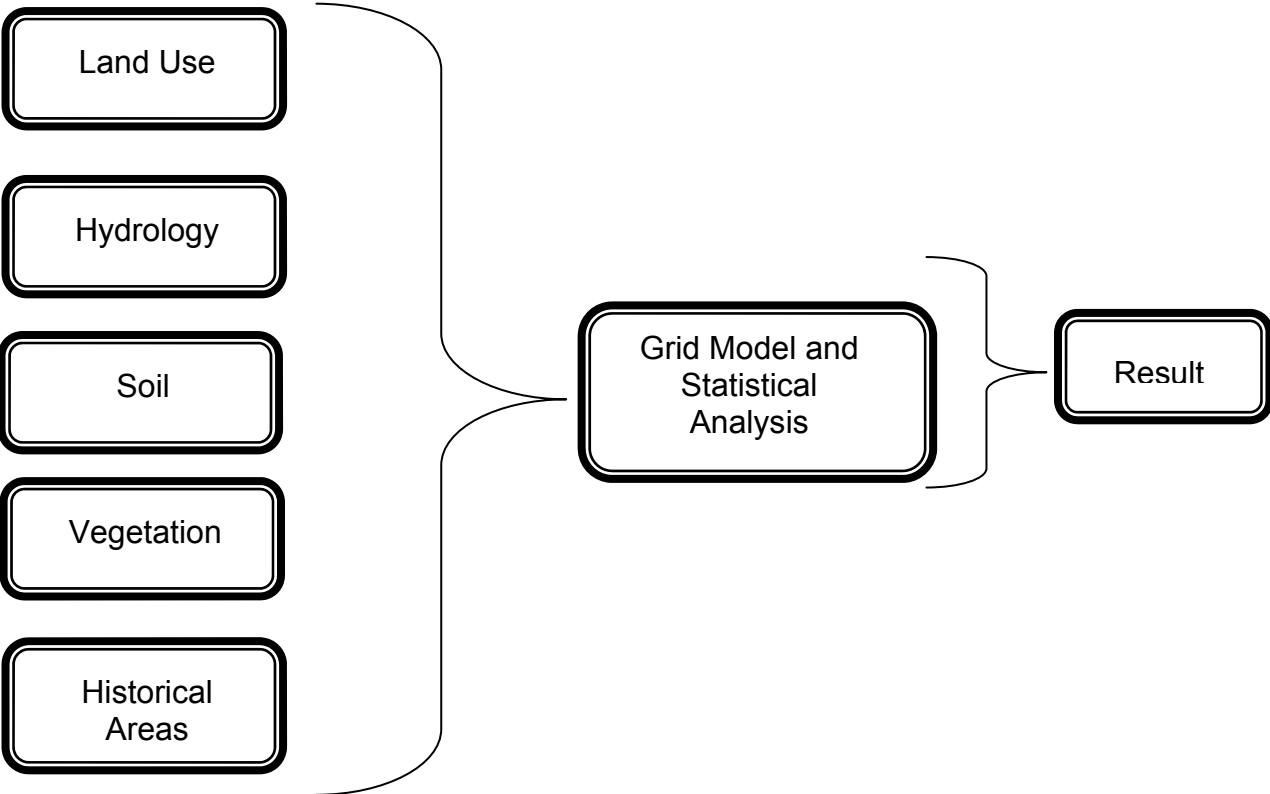 Land Use
Hydrology
Soil
Vegetation
Historical
Areas
Grid Model and
Statistical
Analysis
Result